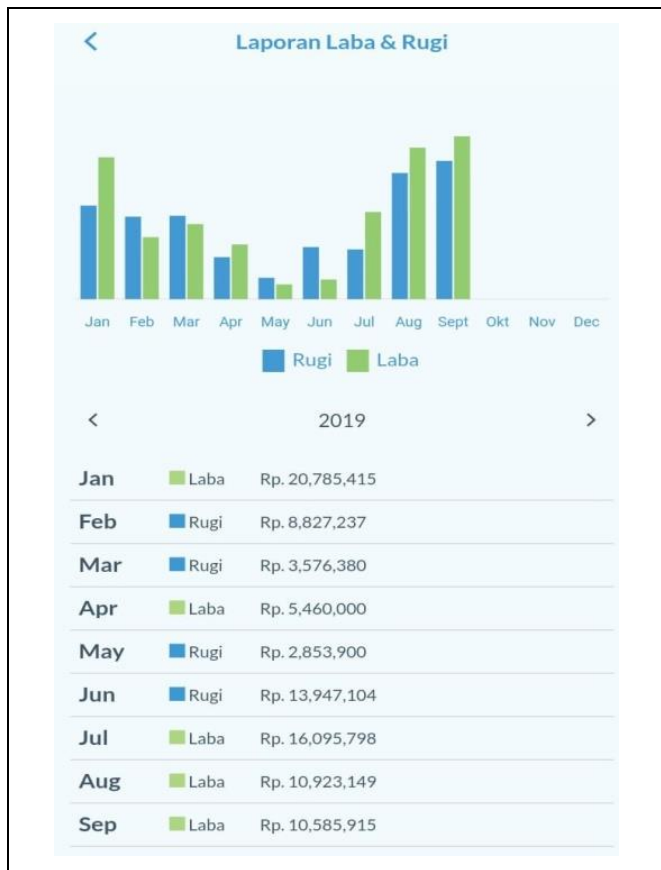 Laporan Laba & Rugi
Jan Feb Mar Apr May Jun Jul Aug Sept Okt Nov Dec
Rugi Laba
2019
Jan Laba Rp. 20,785,415
Feb Rugi Rp. 8,827,237
Mar Rugi Rp. 3,576,380
Apr Laba Rp. 5,460,000
May Rugi Rp. 2,853,900
Jun Rugi Rp. 13,947,104
Jul Laba Rp. 16,095,798
Aug Laba Rp. 10,923,149
Sep Laba Rp. 10,585,915